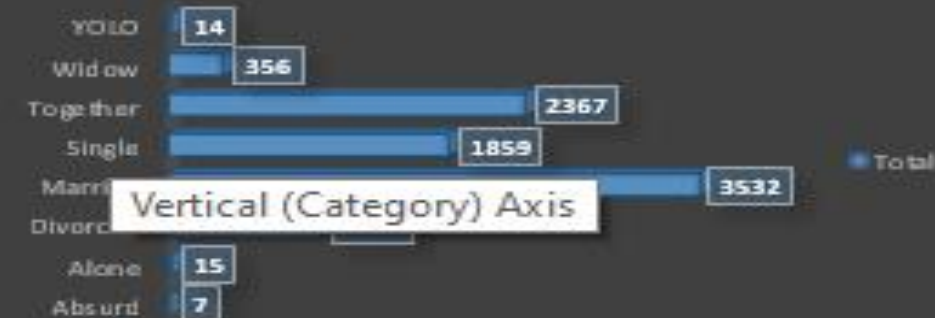 YOLO 14
Widow 356
Together 2367
Single 1859
Total
Marri 3532
Vertical (Category) Axis
Divorc
Alone 15
Absurd 7